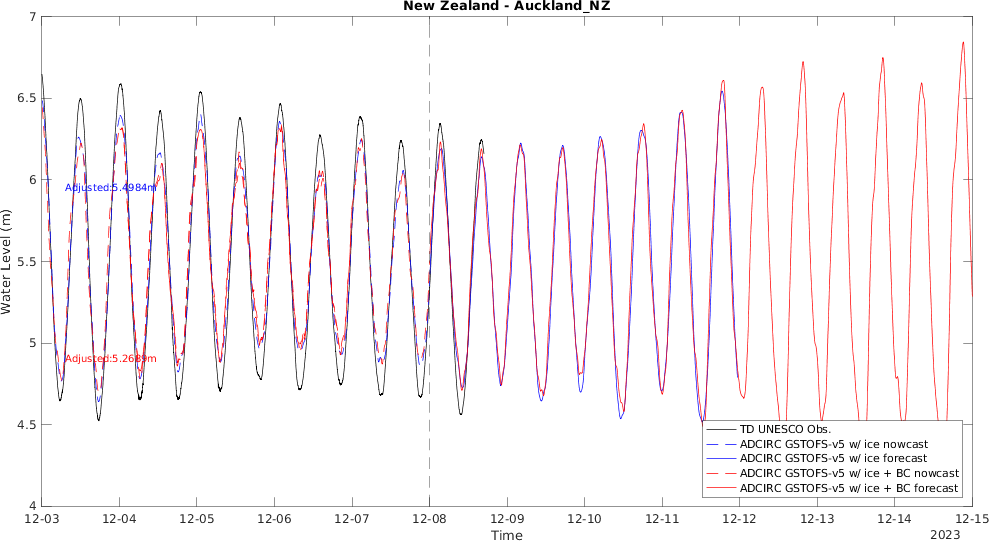 New Zealand - Auckland_NZ
7
6.5
6
5.5
5
4.5
4
Water Level (m)
Adjusted:5.4984m
Adjusted:5.2689m
TD UNESCO Obs.
ADCIRC GSTOFS-v5 w/ ice nowcast
ADCIRC GSTOFS-v5 w/ ice forecast
ADCIRC GSTOFS-v5 w/ ice + BC nowcast
ADCIRC GSTOFS-v5 w/ ice + BC forecast
12-03 12-04 12-05 12-06 12-07 12-08 12-09 12-10 12-11 12-12 12-13 12-14 12-15
Time
2023